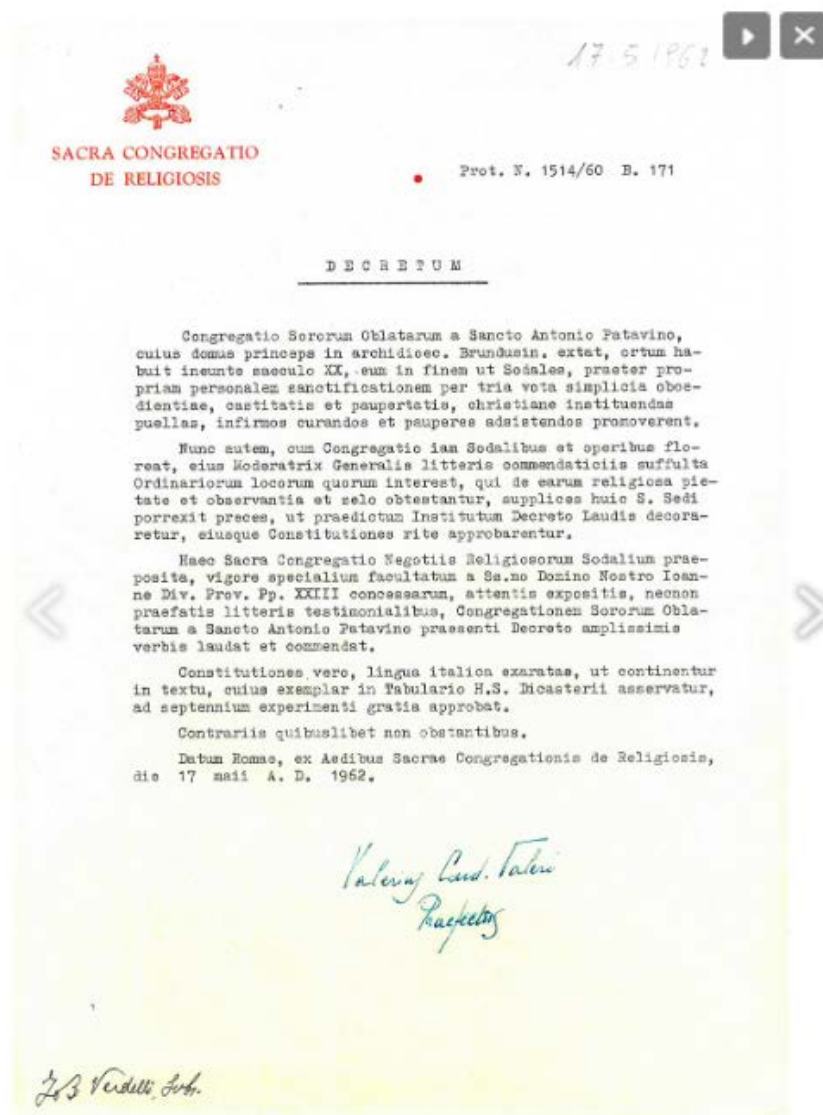 17.5.1962
SACRA CONGREGATIO
DE RELIGIOSIS
Prot. N. 1514/60 B. 171
DECRETUM
Congregatio Sororum Oblatarum a Sancto Antonio Patavino,
cuius domus princeps in archidioec. Brundusin. extat, ortum ha-
buit ineunte saeculo XX, eum in finem ut Sodales, praeter pro-
priam personalem sanctificationem per tria vota simplicia oboe-
dientiae, castitatis et paupertatis, christiane instituendas
puellas, infirmos curandos et pauperes adsistendos promoverent.
Nunc autem, cum Congregatio iam Sodalibus et operibus flo-
reat, eius Moderatrix Generalis litteris commendaticiis suffulta
Ordinariorum locorum quorum interest, qui de earum religiosa pie-
tate et observantia et zelo obtestantur, supplices huic S. Sedi
porrexit preces, ut praedictum Institutum Decreto Laudis decora-
retur, eiusque Constitutiones rite approbarentur.
Haec Sacra Congregatio Negotiis Religiosorum Sodalium prae-
posita, vigore specialium facultatum a Ss.mo Domino Nostro Ioan-
ne Div. Prov. Pp. XXIII concessarum, attentis expositis, necnon
praefatis litteris testimonialibus, Congregationem Sororum Obla-
tarum a Sancto Antonio Patavino praesenti Decreto amplissimis
verbis laudat et commendat.
Constitutiones vero, lingua italica exaratas, ut continentur
in textu, cuius exemplar in Tabulario H.S. Dicasterii asservatur,
ad septennium experimenti gratia approbat.
Contrariis quibuslibet non obstantibus.
Datum Romae, ex Aedibus Sacrae Congregationis de Religiosis,
die 17 maii A. D. 1962.
Valerius Card. Valeri
Praefectus
Verdelli,